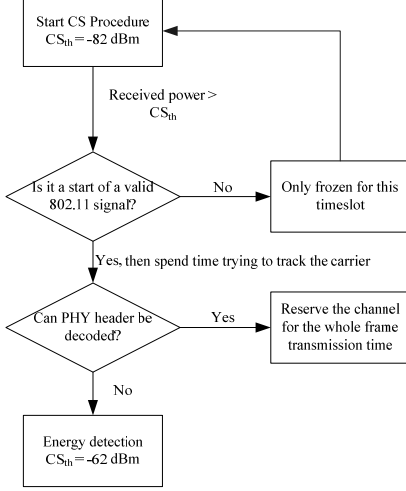 Start CS Procedure
CSth = -82 dBm
Received power >
CSth
Is it a start of a valid
802.11 signal?
No
Only frozen for this
timeslot
Yes, then spend time trying to track the carrier
Can PHY header be
decoded?
Yes
Reserve the channel
for the whole frame
transmission time
No
Energy detection
CSth = -62 dBm